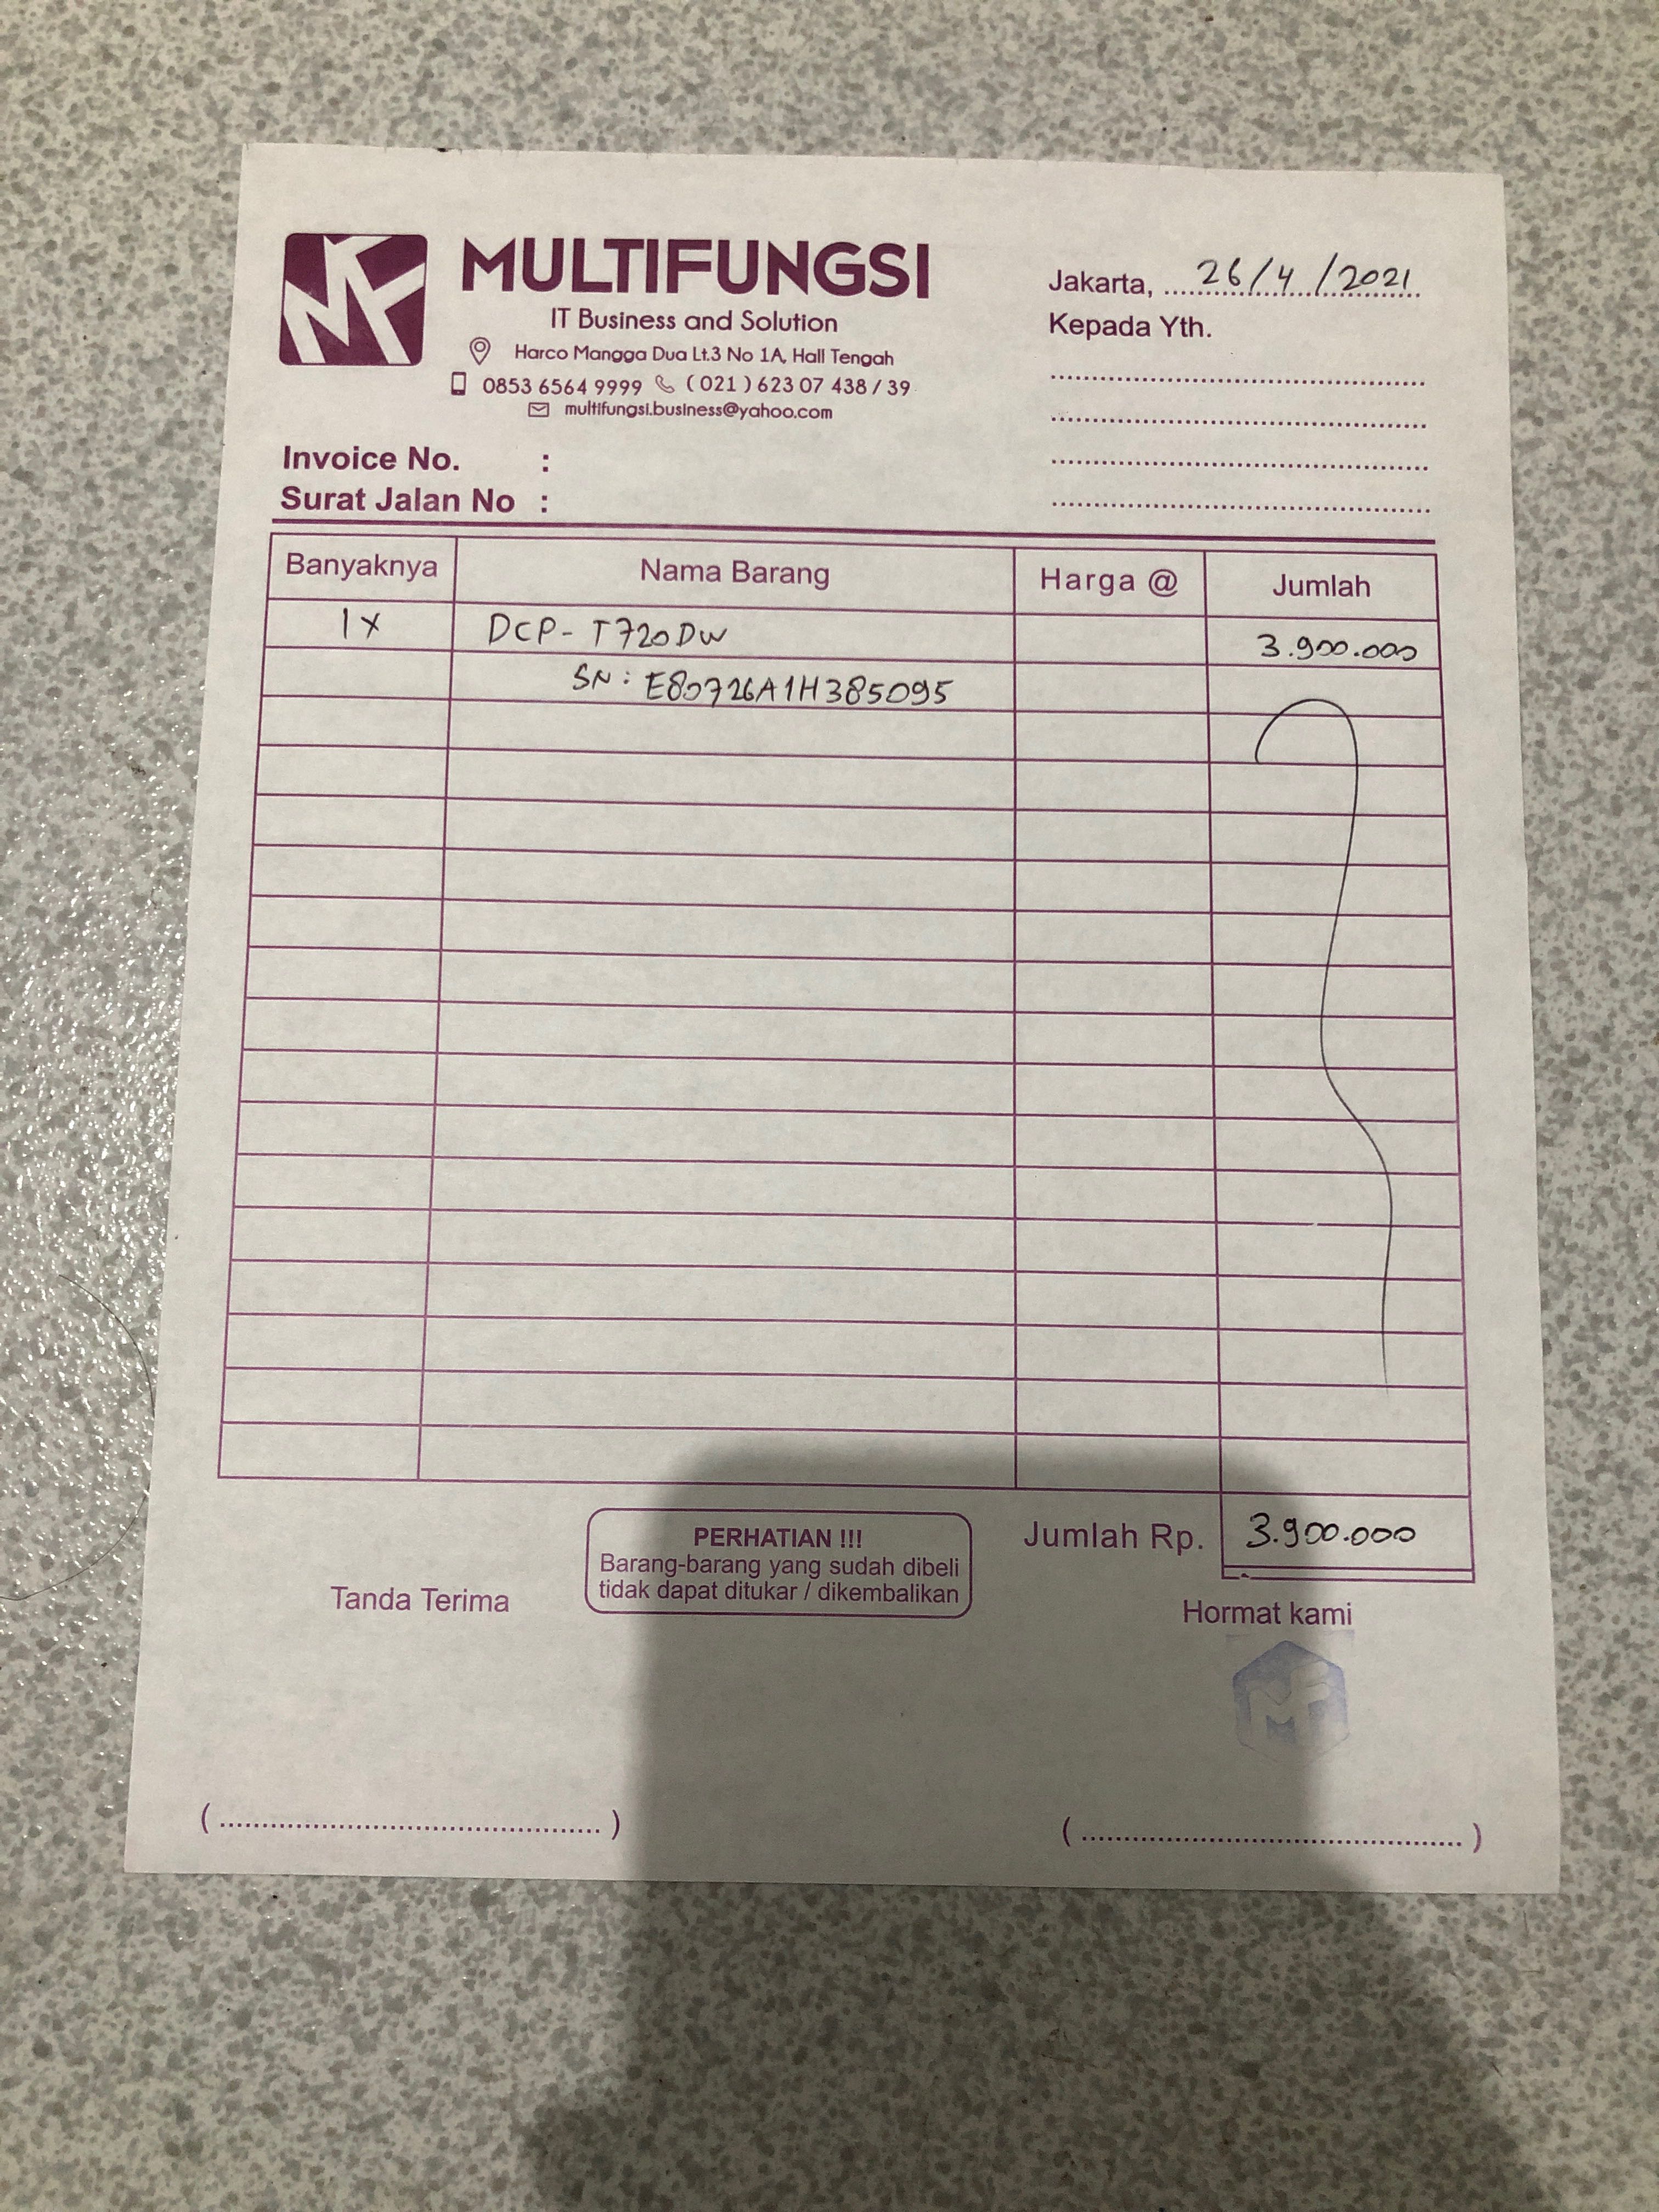 MF
MULTIFUNGSI
IT Business and Solution
Harco Mangga Dua Lt.3 No 1A, Hall Tengah
0853 6564 9999 (021) 623 07 438 / 39
multifungsi.business@yahoo.com
Jakarta, 26/4/2021
Kepada Yth.
Invoice No. :
Surat Jalan No :
Banyaknya Nama Barang Harga @ Jumlah
1x DCP-T720DW 3.900.000
SN: E80726A1H385095
PERHATIAN !!!
Barang-barang yang sudah dibeli
tidak dapat ditukar / dikembalikan
Jumlah Rp. 3.900.000
Tanda Terima
Hormat kami
MF
(..........................................)
(..........................................)